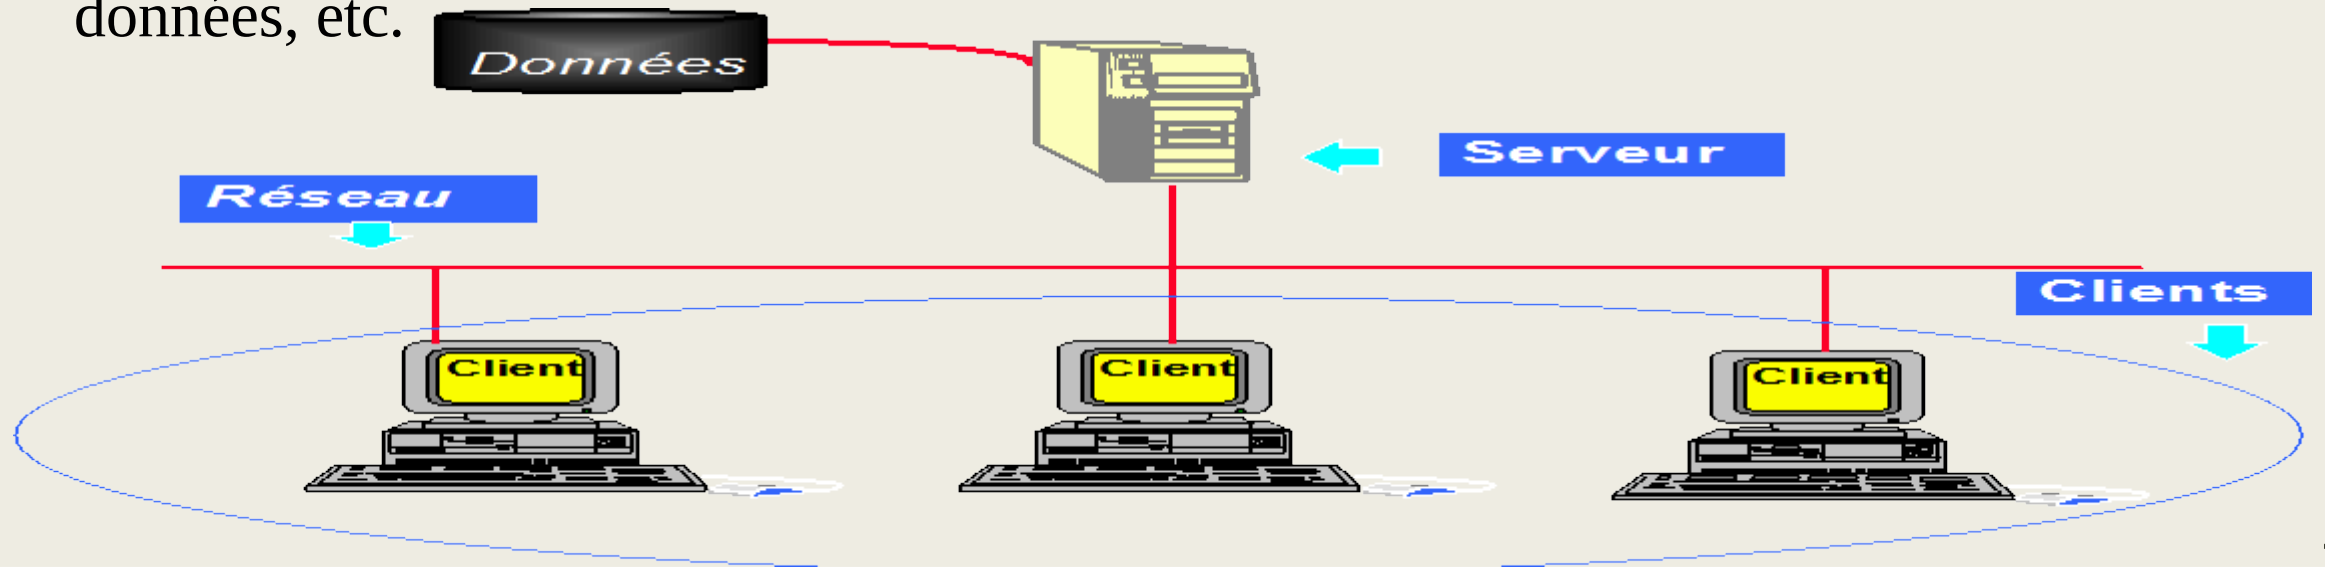 données, etc.
Données
Serveur
Réseau
Clients
Client
Client
Client